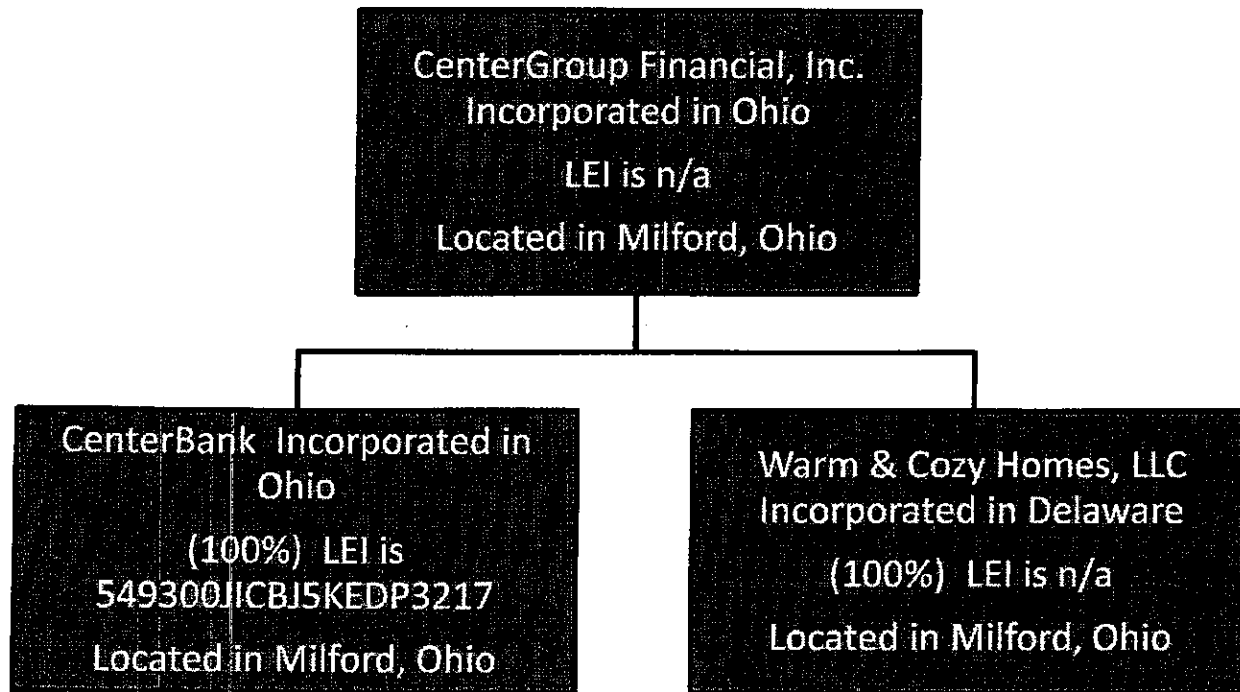 CenterGroup Financial, Inc.
Incorporated in Ohio
LEI is n/a
Located in Milford, Ohio
CenterBank Incorporated in
Ohio
(100%) LEI is
549300JICBJ5KEDP3217
Located in Milford, Ohio
Warm & Cozy Homes, LLC
Incorporated in Delaware
(100%) LEI is n/a
Located in Milford, Ohio